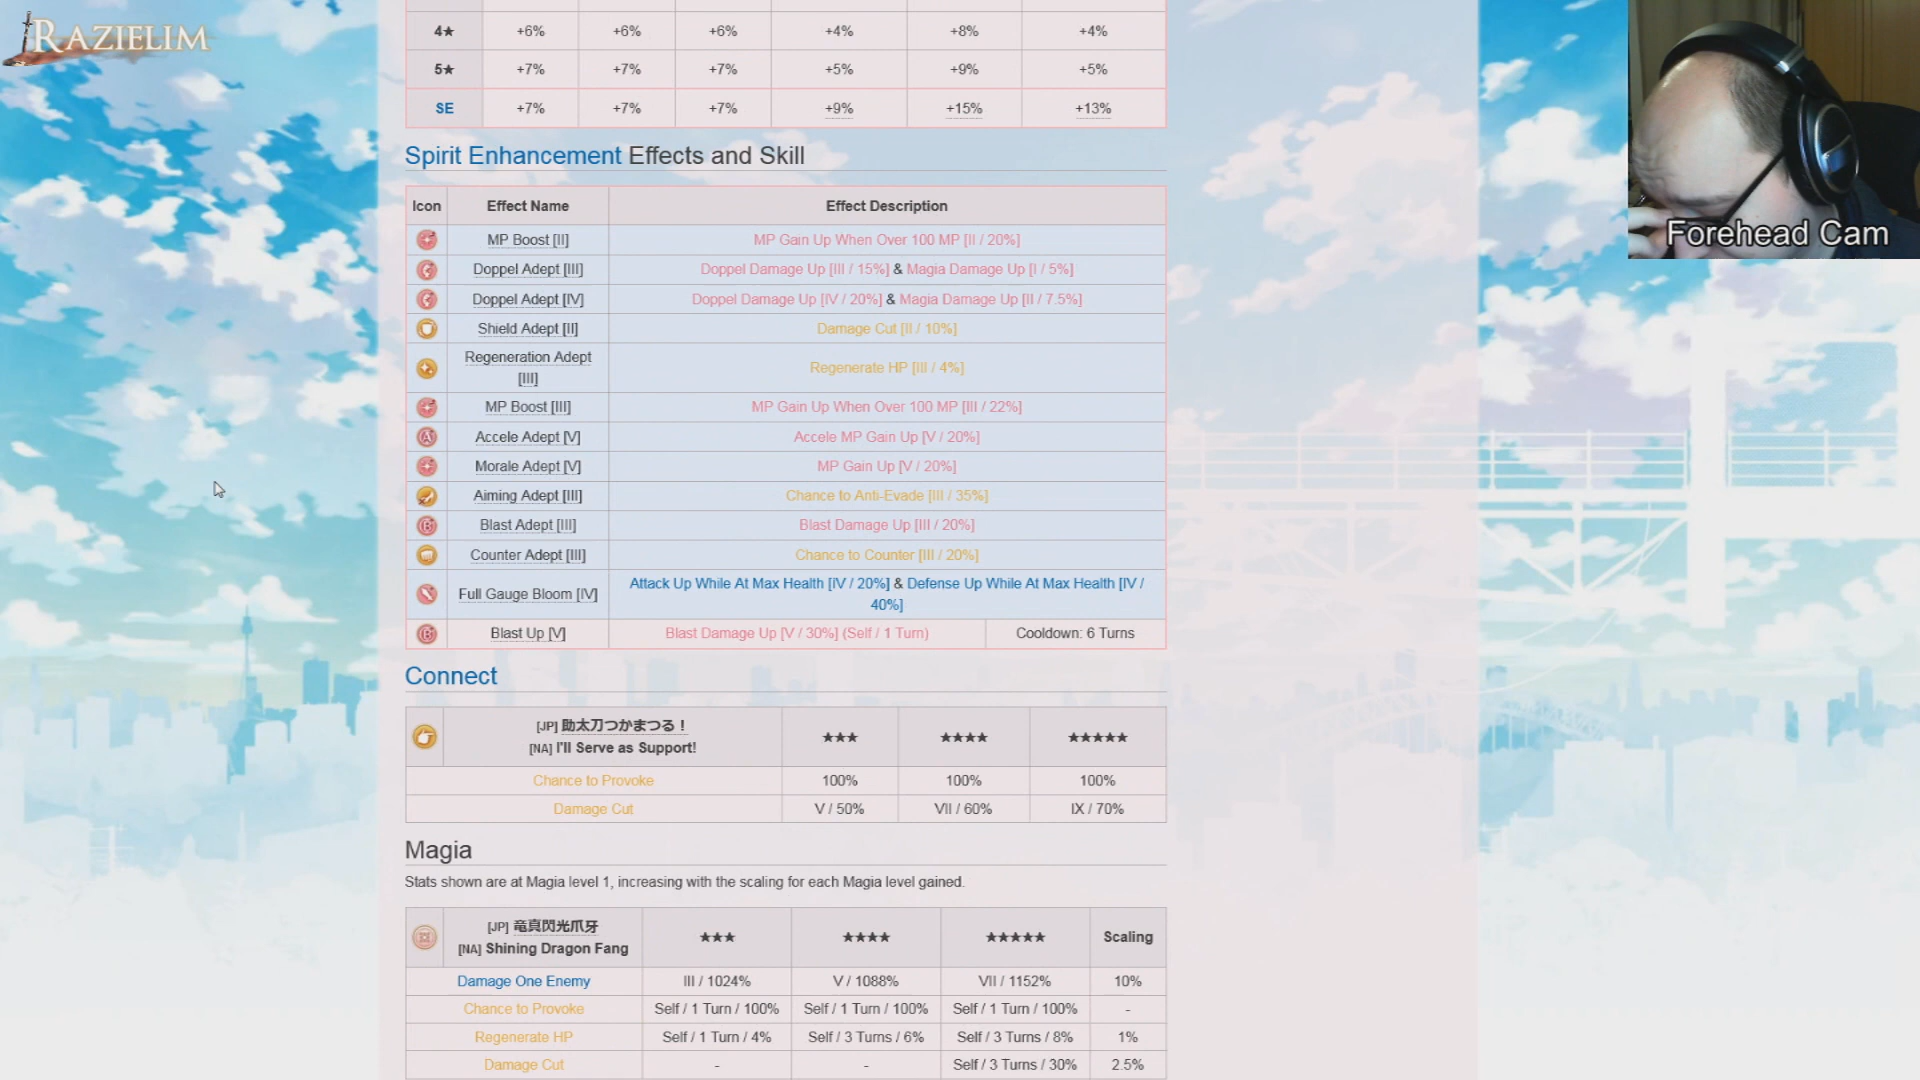 RAZIELIM
Forehead Cam
4★ +6% +6% +6% +4% +8% +4%
5★ +7% +7% +7% +5% +9% +5%
SE +7% +7% +7% +9% +15% +13%
Spirit Enhancement Effects and Skill
Icon Effect Name Effect Description
MP Boost [II] MP Gain Up When Over 100 MP [II / 20%]
Doppel Adept [III] Doppel Damage Up [III / 15%] & Magia Damage Up [I / 5%]
Doppel Adept [IV] Doppel Damage Up [IV / 20%] & Magia Damage Up [II / 7.5%]
Shield Adept [II] Damage Cut [II / 10%]
Regeneration Adept
[III]
Regenerate HP [III / 4%]
MP Boost [III] MP Gain Up When Over 100 MP [III / 22%]
Accele Adept [V] Accele MP Gain Up [V / 20%]
Morale Adept [V] MP Gain Up [V / 20%]
Aiming Adept [III] Chance to Anti-Evade [III / 35%]
Blast Adept [III] Blast Damage Up [III / 20%]
Counter Adept [III] Chance to Counter [III / 20%]
Full Gauge Bloom [IV] Attack Up While At Max Health [IV / 20%] & Defense Up While At Max Health [IV /
40%]
Blast Up [V] Blast Damage Up [V / 30%] (Self / 1 Turn) Cooldown: 6 Turns
Connect
[JP] 助太刀つかまつる！
[NA] I'll Serve as Support!
★★★ ★★★★ ★★★★★
Chance to Provoke 100% 100% 100%
Damage Cut V / 50% VII / 60% IX / 70%
Magia
Stats shown are at Magia level 1, increasing with the scaling for each Magia level gained.
[JP] 竜真閃光爪牙
[NA] Shining Dragon Fang
★★★ ★★★★ ★★★★★ Scaling
Damage One Enemy III / 1024% V / 1088% VII / 1152% 10%
Chance to Provoke Self / 1 Turn / 100% Self / 1 Turn / 100% Self / 1 Turn / 100% -
Regenerate HP Self / 1 Turn / 4% Self / 3 Turns / 6% Self / 3 Turns / 8% 1%
Damage Cut - - Self / 3 Turns / 30% 2.5%